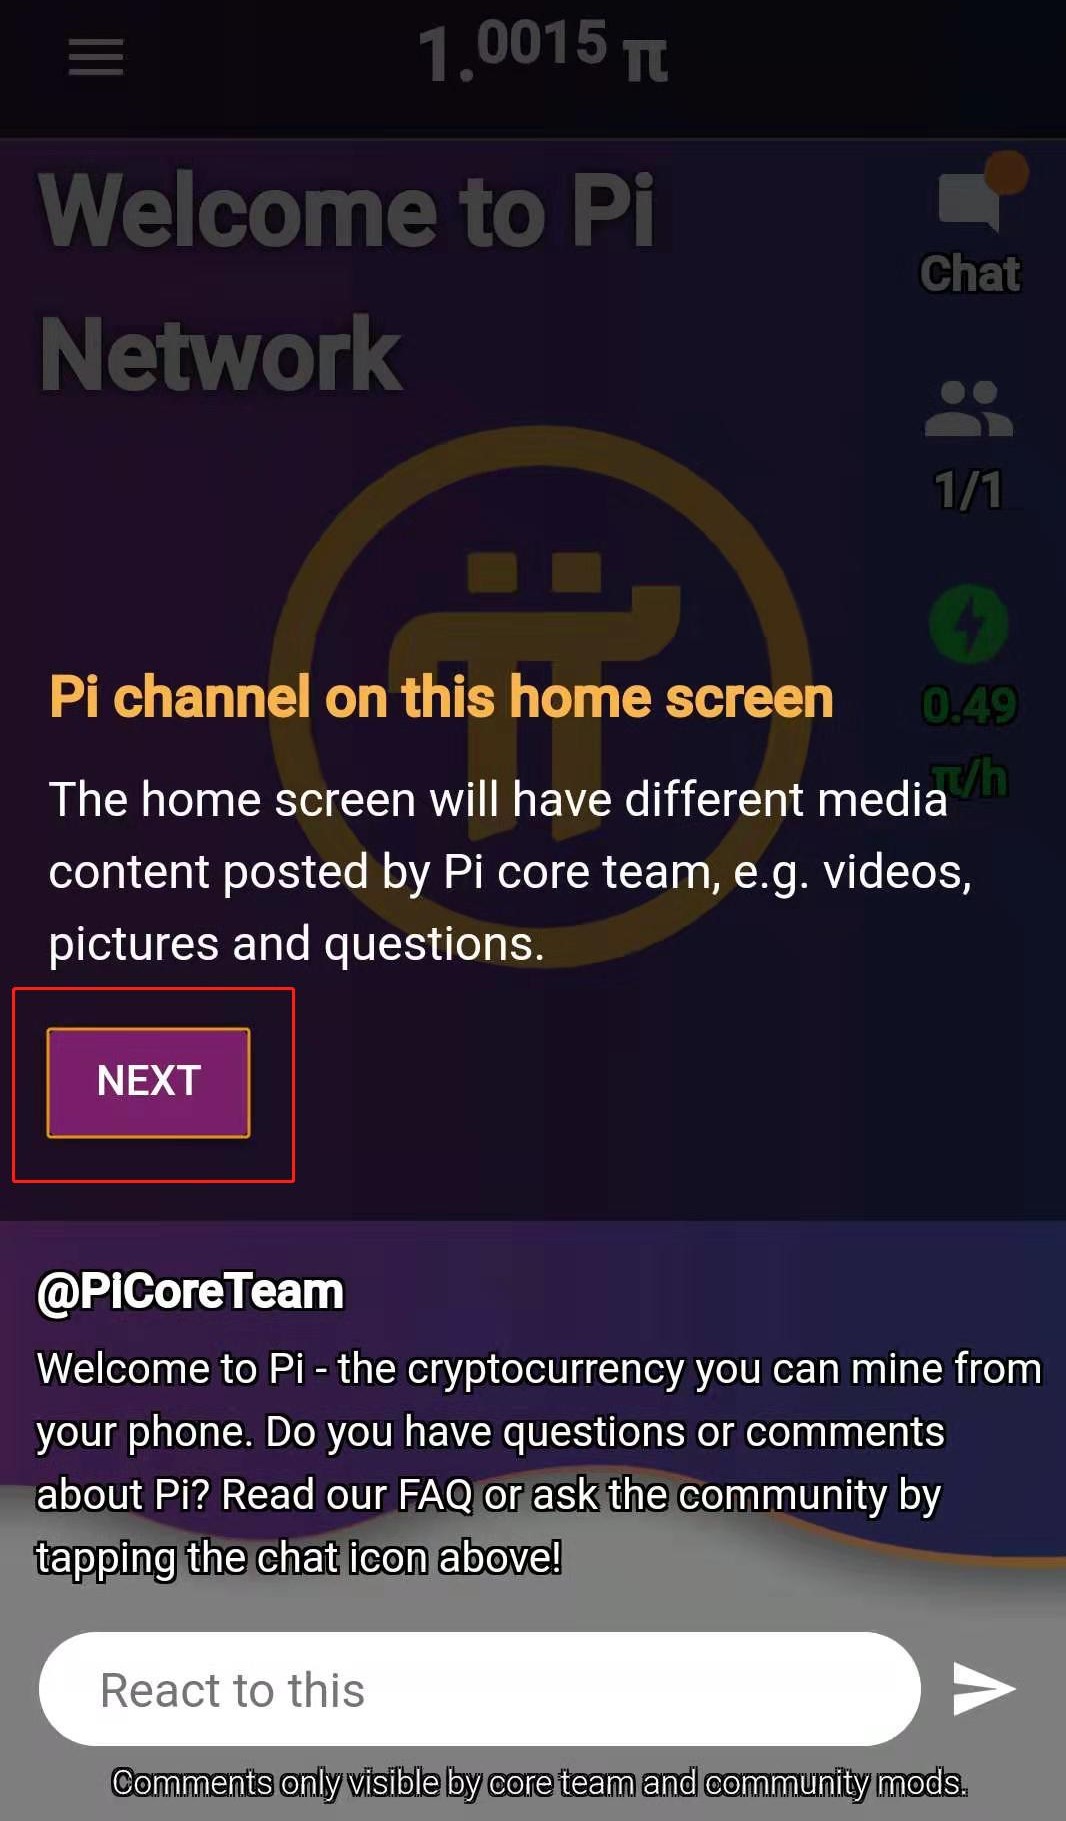 1.0015 π
Welcome to Pi
Network
Chat
1/1
0.49
π/h
Pi channel on this home screen
The home screen will have different media
content posted by Pi core team, e.g. videos,
pictures and questions.
NEXT
@PiCoreTeam
Welcome to Pi - the cryptocurrency you can mine from
your phone. Do you have questions or comments
about Pi? Read our FAQ or ask the community by
tapping the chat icon above!
React to this
Comments only visible by core team and community mods.